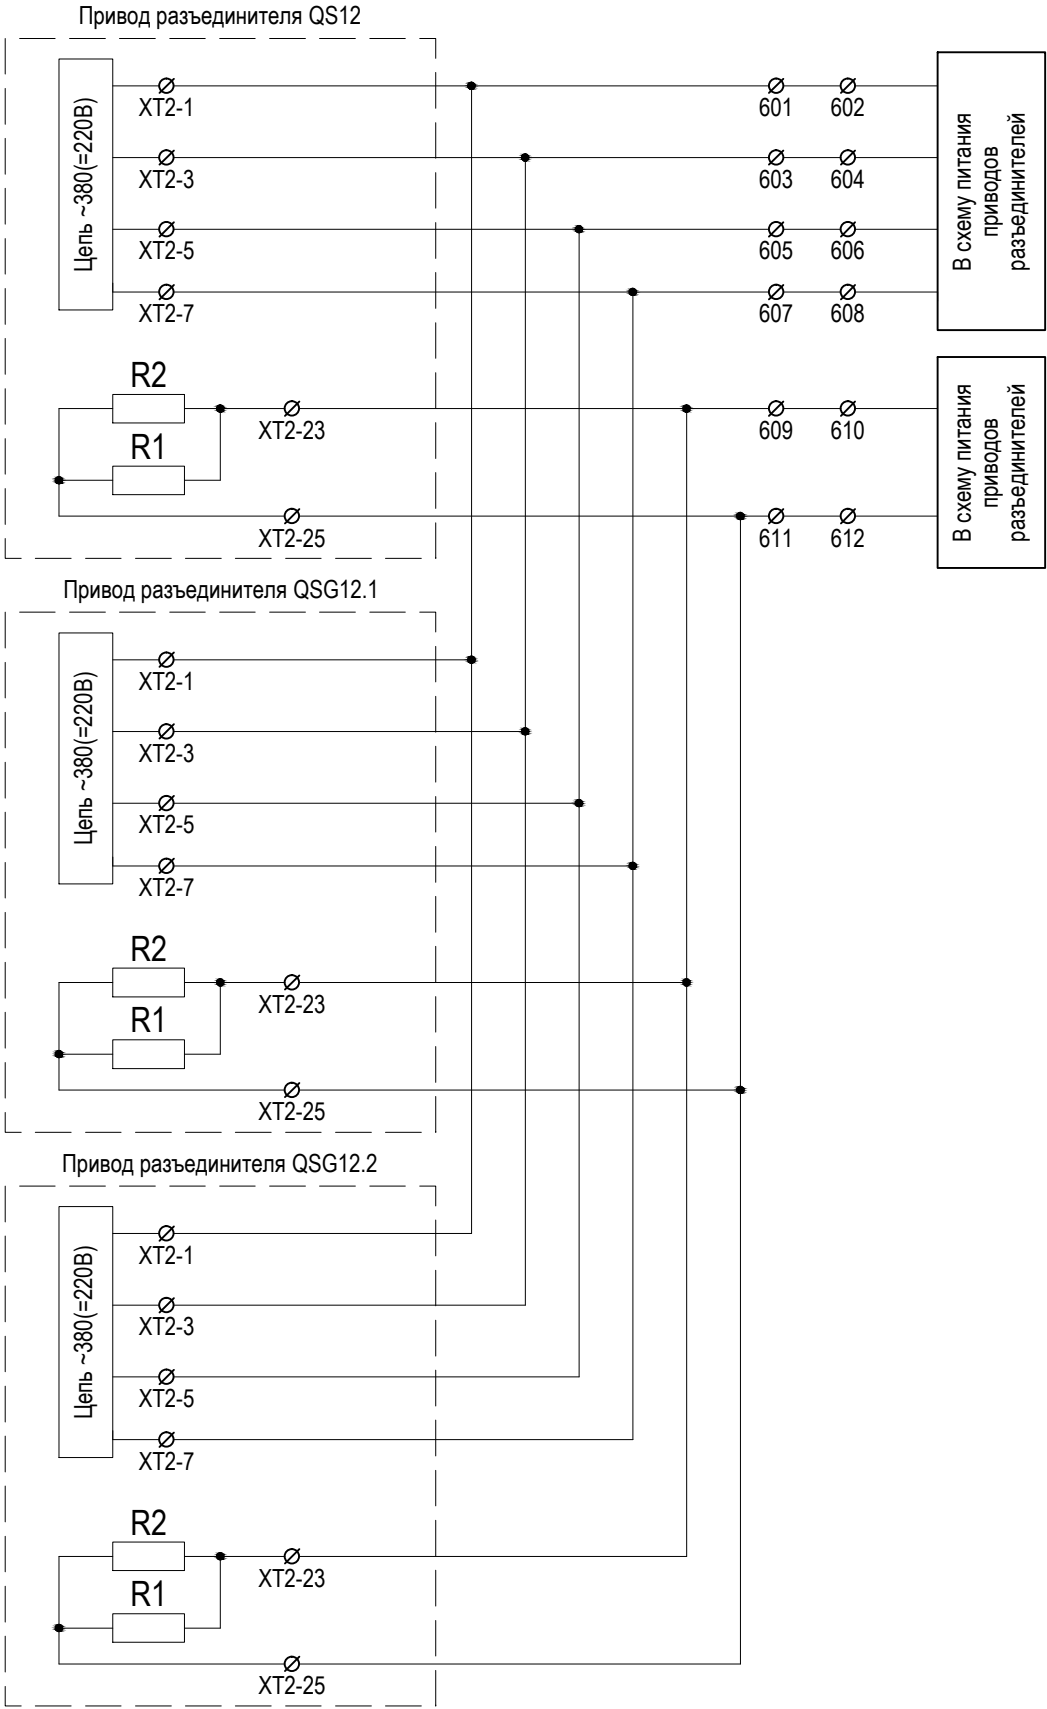 Привод разъединителя QS12
Цепь ~380(=220В)
XT2-1
601
602
XT2-3
603
604
XT2-5
605
606
XT2-7
607
608
В схему питания
приводов
разъединителей
R2
XT2-23
609
610
R1
XT2-25
611
612
В схему питания
приводов
разъединителей
Привод разъединителя QSG12.1
Цепь ~380(=220В)
XT2-1
XT2-3
XT2-5
XT2-7
R2
XT2-23
R1
XT2-25
Привод разъединителя QSG12.2
Цепь ~380(=220В)
XT2-1
XT2-3
XT2-5
XT2-7
R2
XT2-23
R1
XT2-25